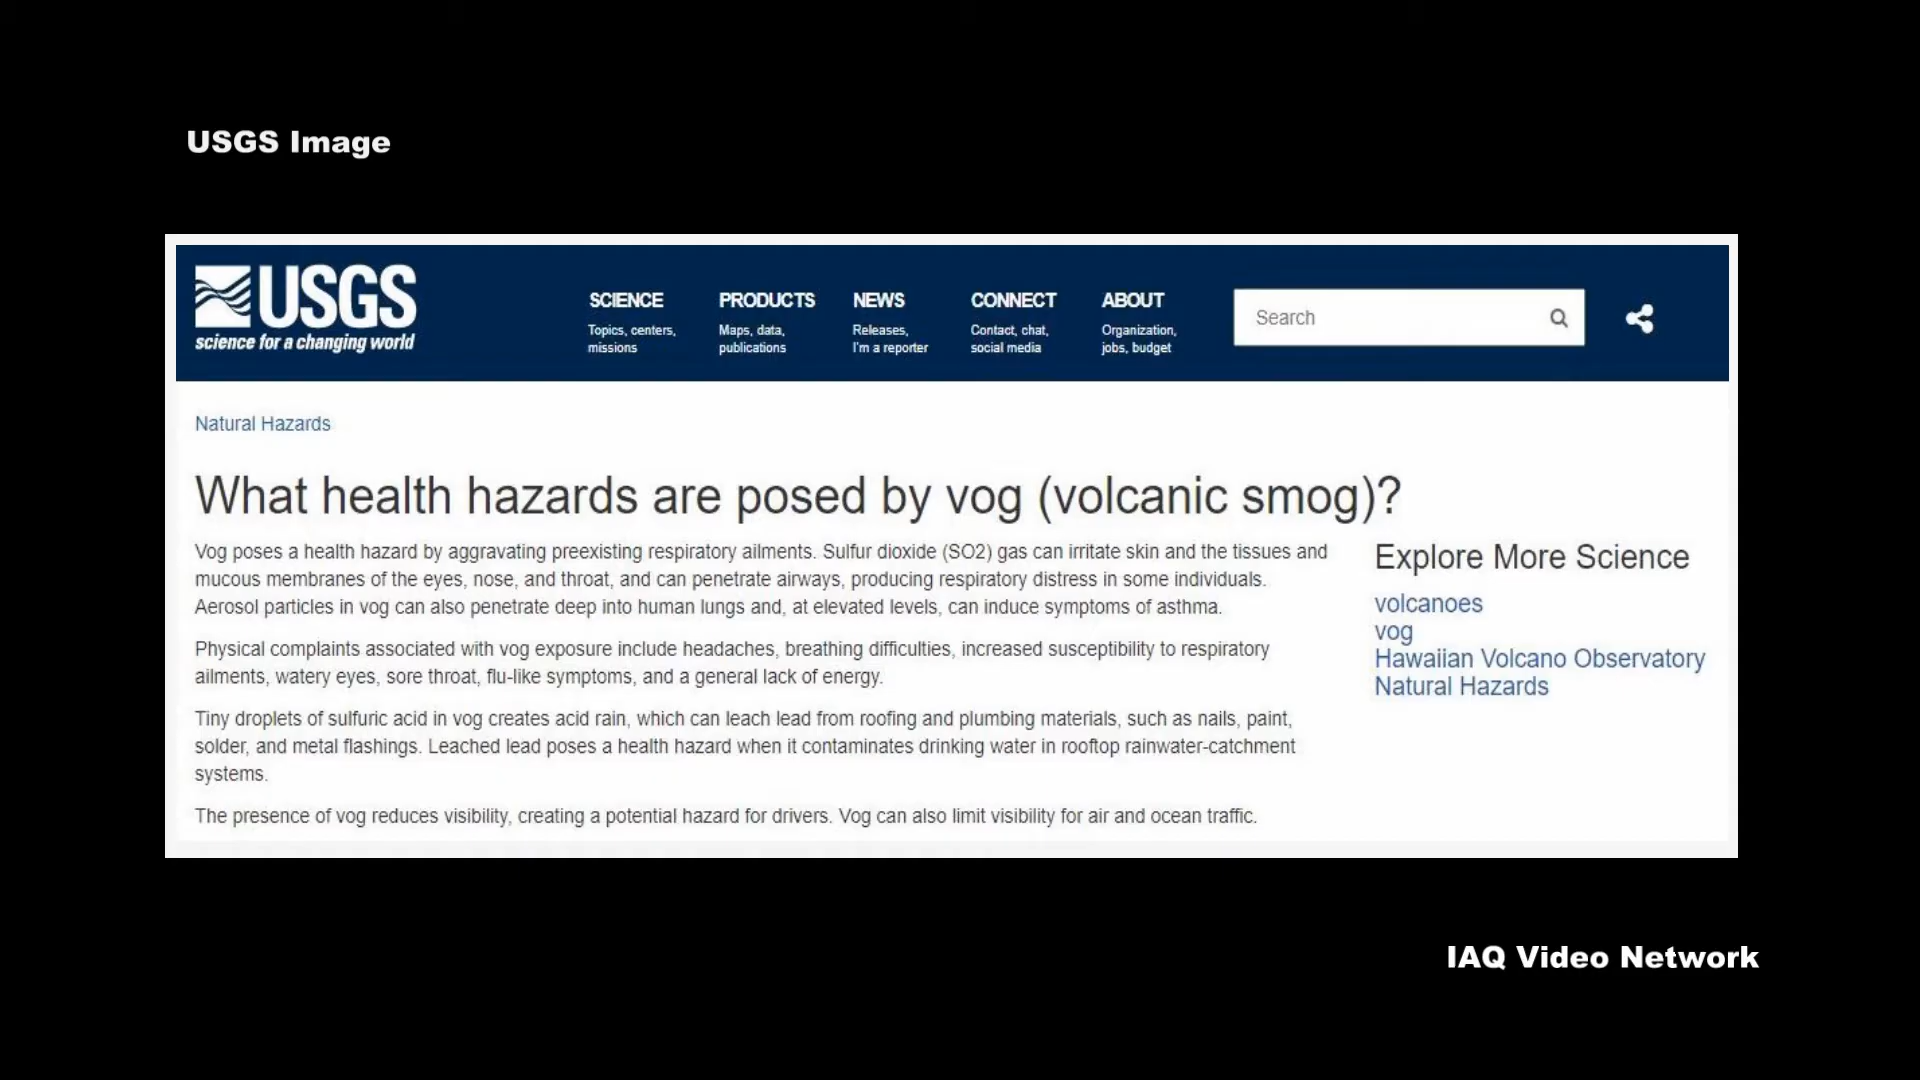 USGS Image
USGS
science for a changing world
SCIENCE
Topics, centers,
missions
PRODUCTS
Maps, data,
publications
NEWS
Releases,
I'm a reporter
CONNECT
Contact, chat,
social media
ABOUT
Organization,
jobs, budget
Search
Natural Hazards
What health hazards are posed by vog (volcanic smog)?
Vog poses a health hazard by aggravating preexisting respiratory ailments. Sulfur dioxide (SO2) gas can irritate skin and the tissues and
mucous membranes of the eyes, nose, and throat, and can penetrate airways, producing respiratory distress in some individuals.
Aerosol particles in vog can also penetrate deep into human lungs and, at elevated levels, can induce symptoms of asthma.
Physical complaints associated with vog exposure include headaches, breathing difficulties, increased susceptibility to respiratory
ailments, watery eyes, sore throat, flu-like symptoms, and a general lack of energy.
Tiny droplets of sulfuric acid in vog creates acid rain, which can leach lead from roofing and plumbing materials, such as nails, paint,
solder, and metal flashings. Leached lead poses a health hazard when it contaminates drinking water in rooftop rainwater-catchment
systems.
The presence of vog reduces visibility, creating a potential hazard for drivers. Vog can also limit visibility for air and ocean traffic.
Explore More Science
volcanoes
vog
Hawaiian Volcano Observatory
Natural Hazards
IAQ Video Network